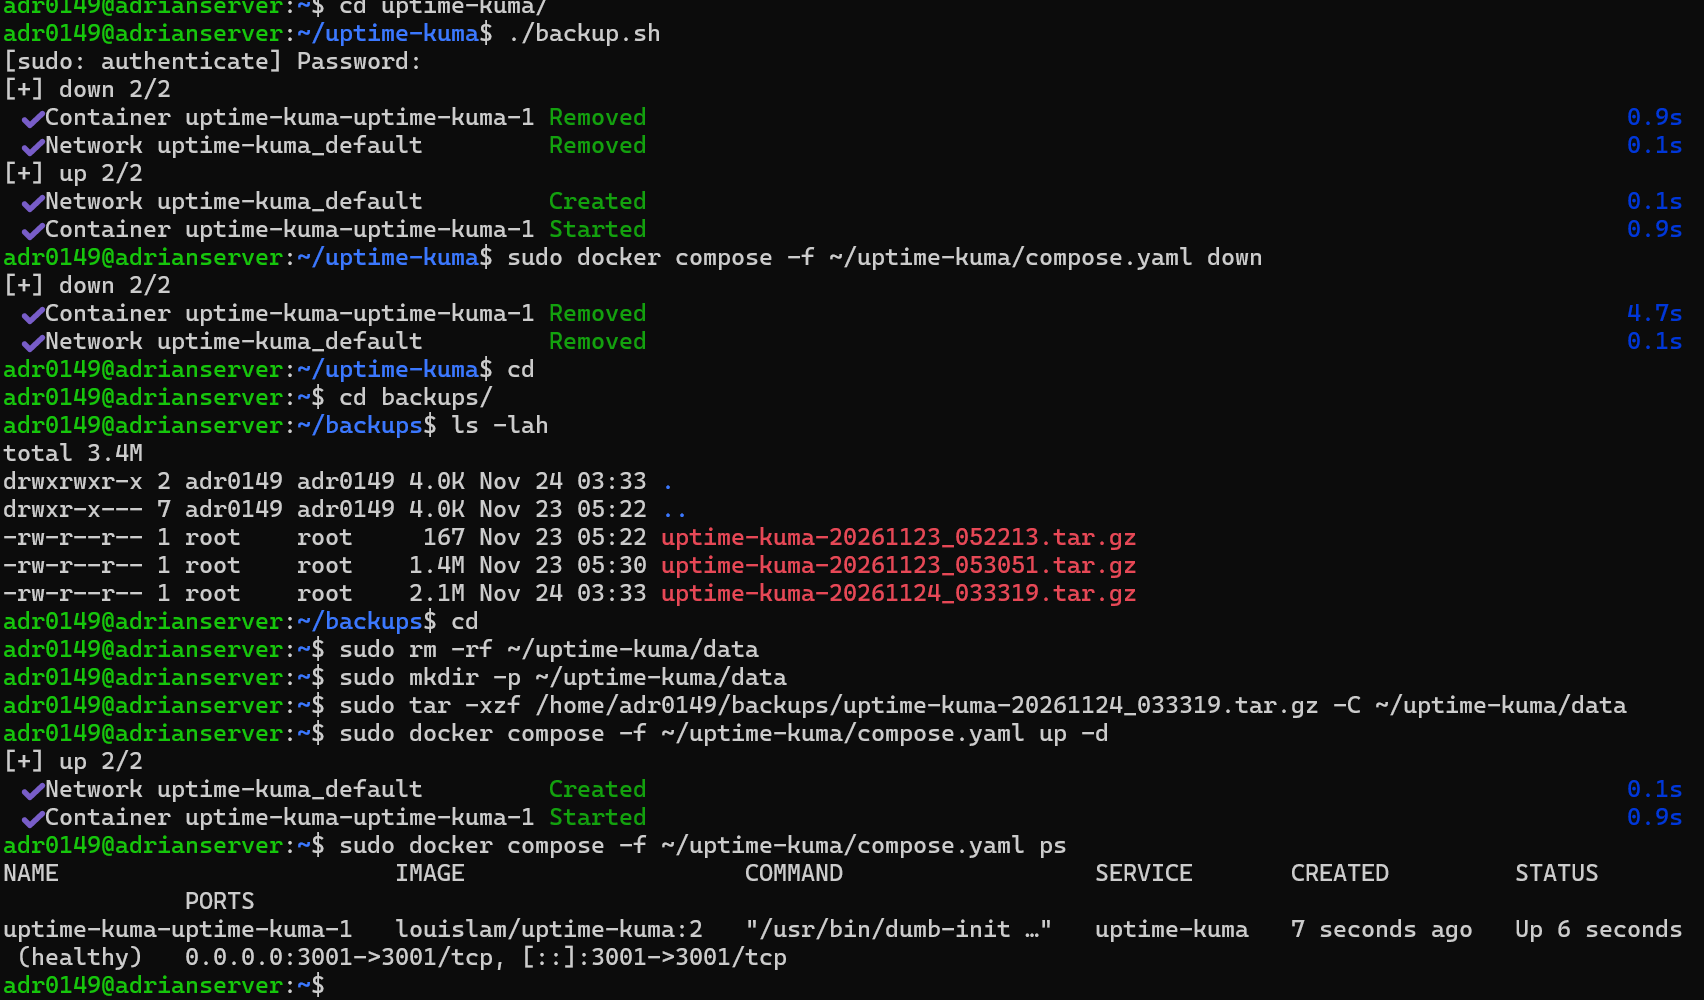 adr0149@adrianserver:~$ cd uptime-kuma/
adr0149@adrianserver:~/uptime-kuma$ ./backup.sh
[sudo: authenticate] Password:
[+] down 2/2
✔Container uptime-kuma-uptime-kuma-1 Removed 0.9s
✔Network uptime-kuma_default Removed 0.1s
[+] up 2/2
✔Network uptime-kuma_default Created 0.1s
✔Container uptime-kuma-uptime-kuma-1 Started 0.9s
adr0149@adrianserver:~/uptime-kuma$ sudo docker compose -f ~/uptime-kuma/compose.yaml down
[+] down 2/2
✔Container uptime-kuma-uptime-kuma-1 Removed 4.7s
✔Network uptime-kuma_default Removed 0.1s
adr0149@adrianserver:~/uptime-kuma$ cd
adr0149@adrianserver:~$ cd backups/
adr0149@adrianserver:~/backups$ ls -lah
total 3.4M
drwxrwxr-x 2 adr0149 adr0149 4.0K Nov 24 03:33 .
drwxr-x--- 7 adr0149 adr0149 4.0K Nov 23 05:22 ..
-rw-r--r-- 1 root root 167 Nov 23 05:22 uptime-kuma-20261123_052213.tar.gz
-rw-r--r-- 1 root root 1.4M Nov 23 05:30 uptime-kuma-20261123_053051.tar.gz
-rw-r--r-- 1 root root 2.1M Nov 24 03:33 uptime-kuma-20261124_033319.tar.gz
adr0149@adrianserver:~/backups$ cd
adr0149@adrianserver:~$ sudo rm -rf ~/uptime-kuma/data
adr0149@adrianserver:~$ sudo mkdir -p ~/uptime-kuma/data
adr0149@adrianserver:~$ sudo tar -xzf /home/adr0149/backups/uptime-kuma-20261124_033319.tar.gz -C ~/uptime-kuma/data
adr0149@adrianserver:~$ sudo docker compose -f ~/uptime-kuma/compose.yaml up -d
[+] up 2/2
✔Network uptime-kuma_default Created 0.1s
✔Container uptime-kuma-uptime-kuma-1 Started 0.9s
adr0149@adrianserver:~$ sudo docker compose -f ~/uptime-kuma/compose.yaml ps
NAME IMAGE COMMAND SERVICE CREATED STATUS
PORTS
uptime-kuma-uptime-kuma-1 louislam/uptime-kuma:2 "/usr/bin/dumb-init …" uptime-kuma 7 seconds ago Up 6 seconds
(healthy) 0.0.0.0:3001->3001/tcp, [::]:3001->3001/tcp
adr0149@adrianserver:~$